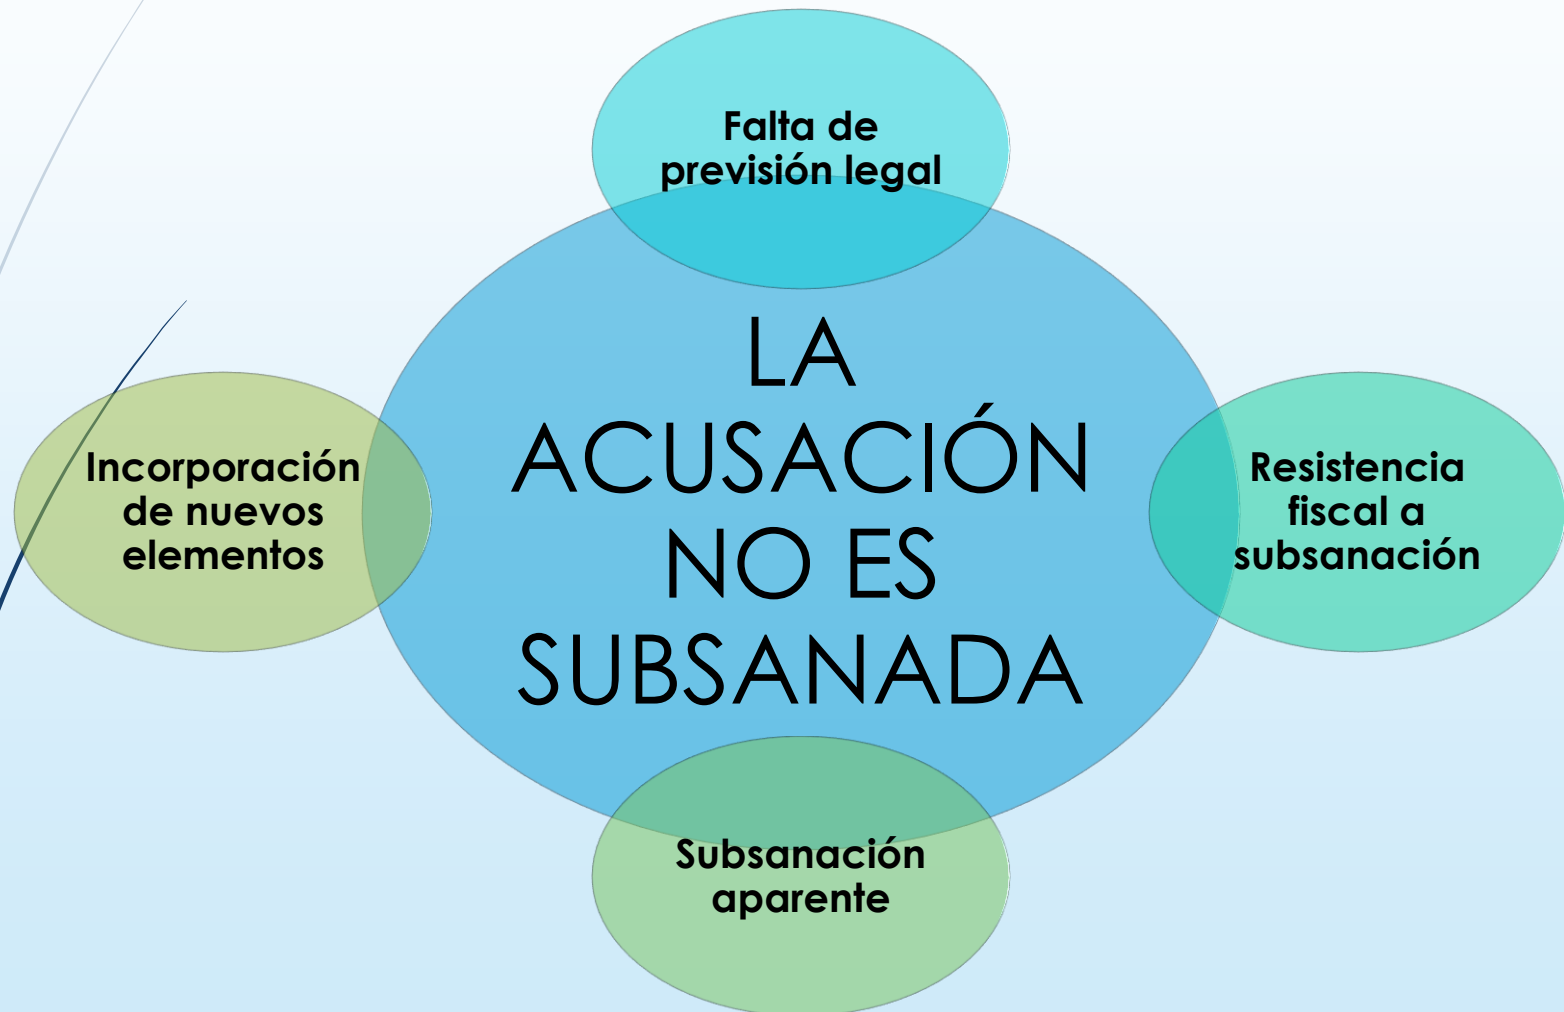 Falta de
previsión legal
LA
ACUSACIÓN
NO ES
SUBSANADA
Incorporación
de nuevos
elementos
Resistencia
fiscal a
subsanación
Subsanación
aparente